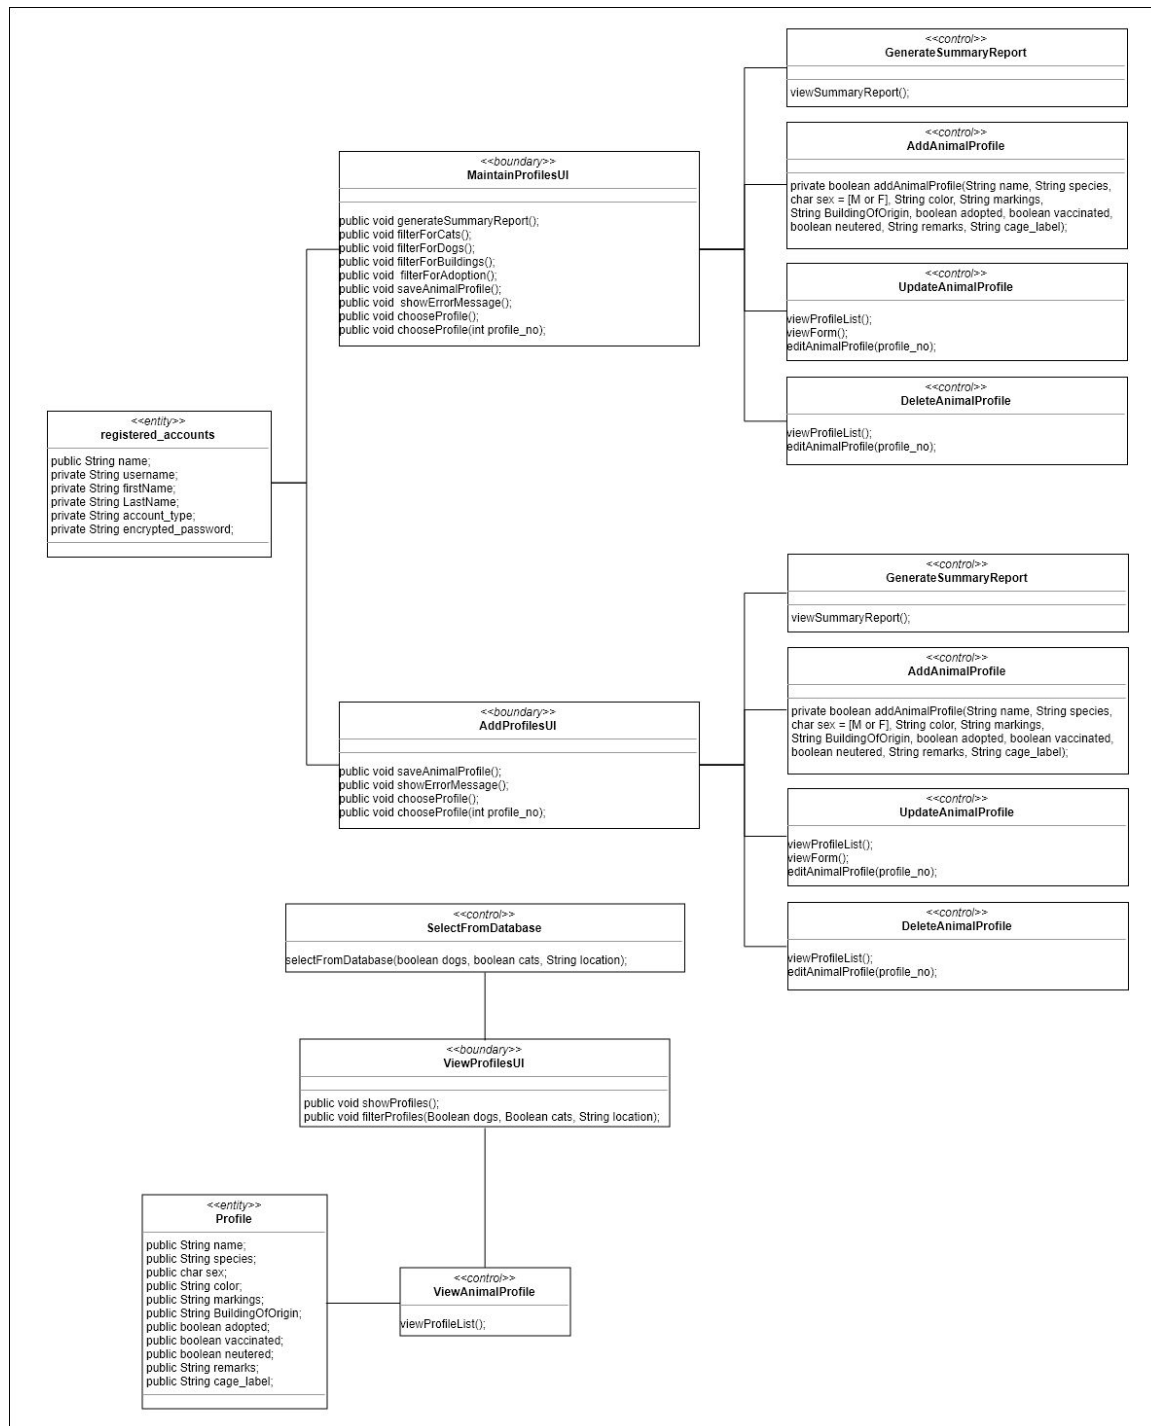 <<control>>
GenerateSummaryReport
viewSummaryReport();
<<control>>
AddAnimalProfile
private boolean addAnimalProfile(String name, String species,
char sex = [M or F], String color, String markings,
String BuildingOfOrigin, boolean adopted, boolean vaccinated,
boolean neutered, String remarks, String cage_label);
<<boundary>>
MaintainProfilesUI
public void generateSummaryReport();
public void filterForCats();
public void filterForDogs();
public void filterForBuildings();
public void  filterForAdoption();
public void saveAnimalProfile();
public void  showErrorMessage();
public void chooseProfile();
public void chooseProfile(int profile_no);
<<control>>
UpdateAnimalProfile
viewProfileList();
viewForm();
editAnimalProfile(profile_no);
<<control>>
DeleteAnimalProfile
viewProfileList();
editAnimalProfile(profile_no);
<<entity>>
registered_accounts
public String name;
private String username;
private String firstName;
private String LastName;
private String account_type;
private String encrypted_password;
<<control>>
GenerateSummaryReport
viewSummaryReport();
<<control>>
AddAnimalProfile
private boolean addAnimalProfile(String name, String species,
char sex = [M or F], String color, String markings,
String BuildingOfOrigin, boolean adopted, boolean vaccinated,
boolean neutered, String remarks, String cage_label);
<<boundary>>
AddProfilesUI
public void saveAnimalProfile();
public void showErrorMessage();
public void chooseProfile();
public void chooseProfile(int profile_no);
<<control>>
UpdateAnimalProfile
viewProfileList();
viewForm();
editAnimalProfile(profile_no);
<<control>>
DeleteAnimalProfile
viewProfileList();
editAnimalProfile(profile_no);
<<control>>
SelectFromDatabase
selectFromDatabase(boolean dogs, boolean cats, String location);
<<boundary>>
ViewProfilesUI
public void showProfiles();
public void filterProfiles(Boolean dogs, Boolean cats, String location);
<<entity>>
Profile
public String name;
public String species;
public char sex;
public String color;
public String markings;
public String BuildingOfOrigin;
public boolean adopted;
public boolean vaccinated;
public boolean neutered;
public String remarks;
public String cage_label;
<<control>>
ViewAnimalProfile
viewProfileList();